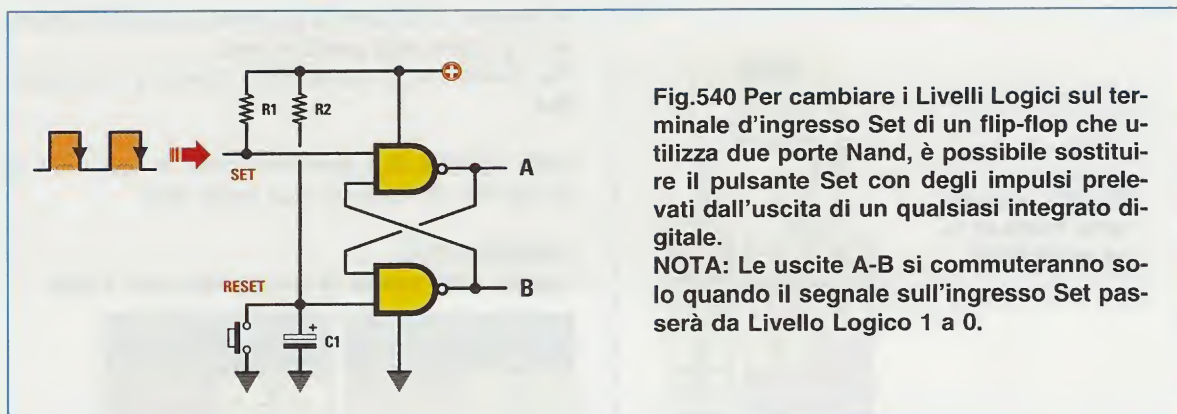 R1
R2
SET
A
B
RESET
+
C1
Fig.540 Per cambiare i Livelli Logici sul ter-
minale d'ingresso Set di un flip-flop che u-
tilizza due porte Nand, è possibile sostitui-
re il pulsante Set con degli impulsi prele-
vati dall'uscita di un qualsiasi integrato di-
gitale.
NOTA: Le uscite A-B si commuteranno so-
lo quando il segnale sull'ingresso Set pas-
serà da Livello Logico 1 a 0.